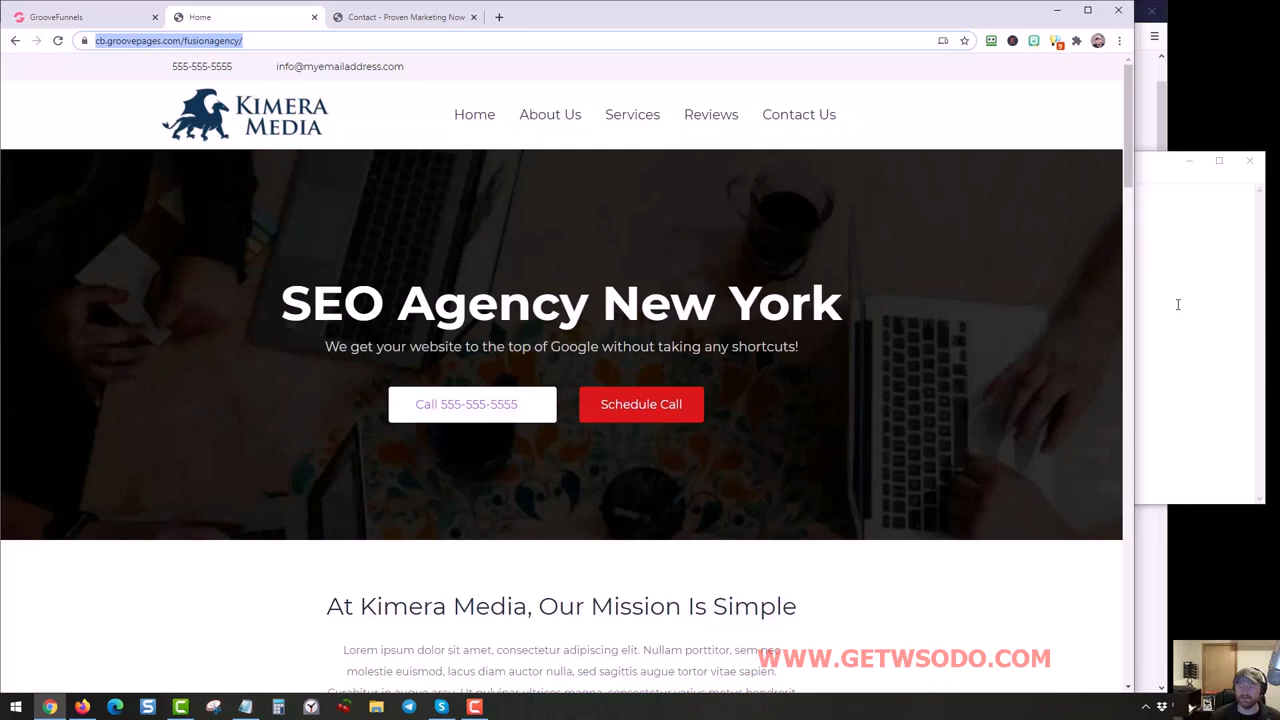 GrooveFunnels
Home
Contact - Proven Marketing Now
cb.groovepages.com/fusionagency/
9
555-555-5555
info@myemailaddress.com
KIMERA
MEDIA
Home
About Us
Services
Reviews
Contact Us
SEO Agency New York
We get your website to the top of Google without taking any shortcuts!
Call 555-555-5555
Schedule Call
At Kimera Media, Our Mission Is Simple
Lorem ipsum dolor sit amet, consectetur adipiscing elit. Nullam porttitor, sem nec
molestie euismod, lacus diam auctor nulla, sed sagittis augue tortor vitae sapien.
WWW.GETWSODO.COM